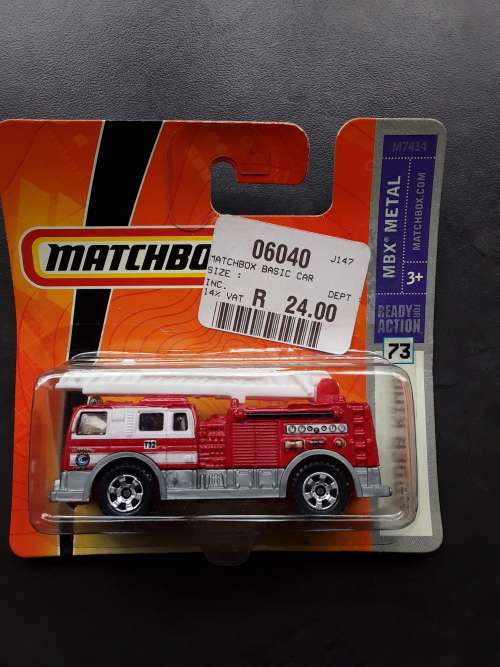 MATCHBO
06040
J147
MATCHBOX BASIC CAR
SIZE :
DEPT
INC.
14% VAT R 24.00
M7414
MBX® METAL
MATCHBOX.COM
3+
READY FOR
ACTION
73